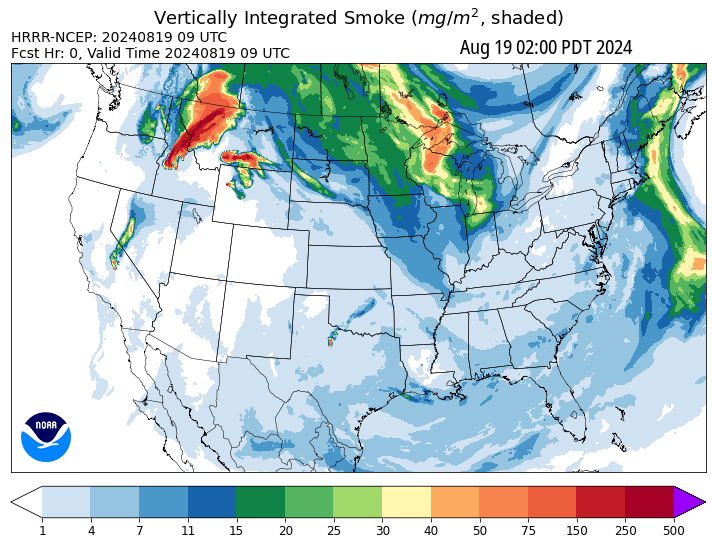 Vertically Integrated Smoke (mg/m², shaded)
HRRR-NCEP: 20240819 09 UTC
Fcst Hr: 0, Valid Time 20240819 09 UTC
Aug 19 02:00 PDT 2024
NOAA
1 4 7 11 15 20 25 30 40 50 75 150 250 500